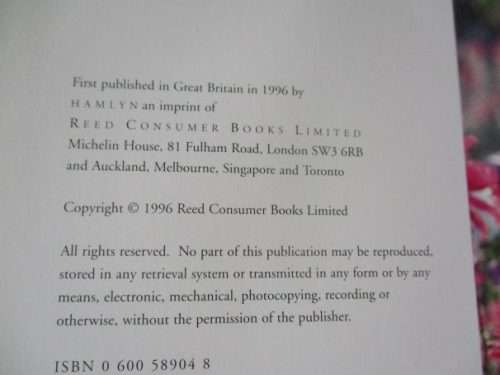 First published in Great Britain in 1996 by
HAMLYN an imprint of
REED CONSUMER BOOKS LIMITED
Michelin House, 81 Fulham Road, London SW3 6RB
and Auckland, Melbourne, Singapore and Toronto
Copyright © 1996 Reed Consumer Books Limited
All rights reserved. No part of this publication may be reproduced,
stored in any retrieval system or transmitted in any form or by any
means, electronic, mechanical, photocopying, recording or
otherwise, without the permission of the publisher.
ISBN 0 600 58904 8